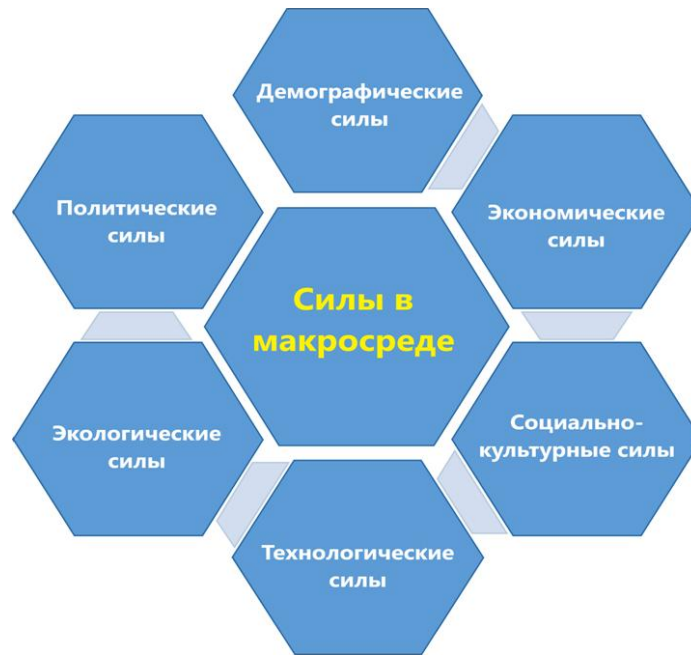 Демографические
силы
Политические
силы
Экономические
силы
Силы в
макросреде
Экологические
силы
Социально-
культурные силы
Технологические
силы